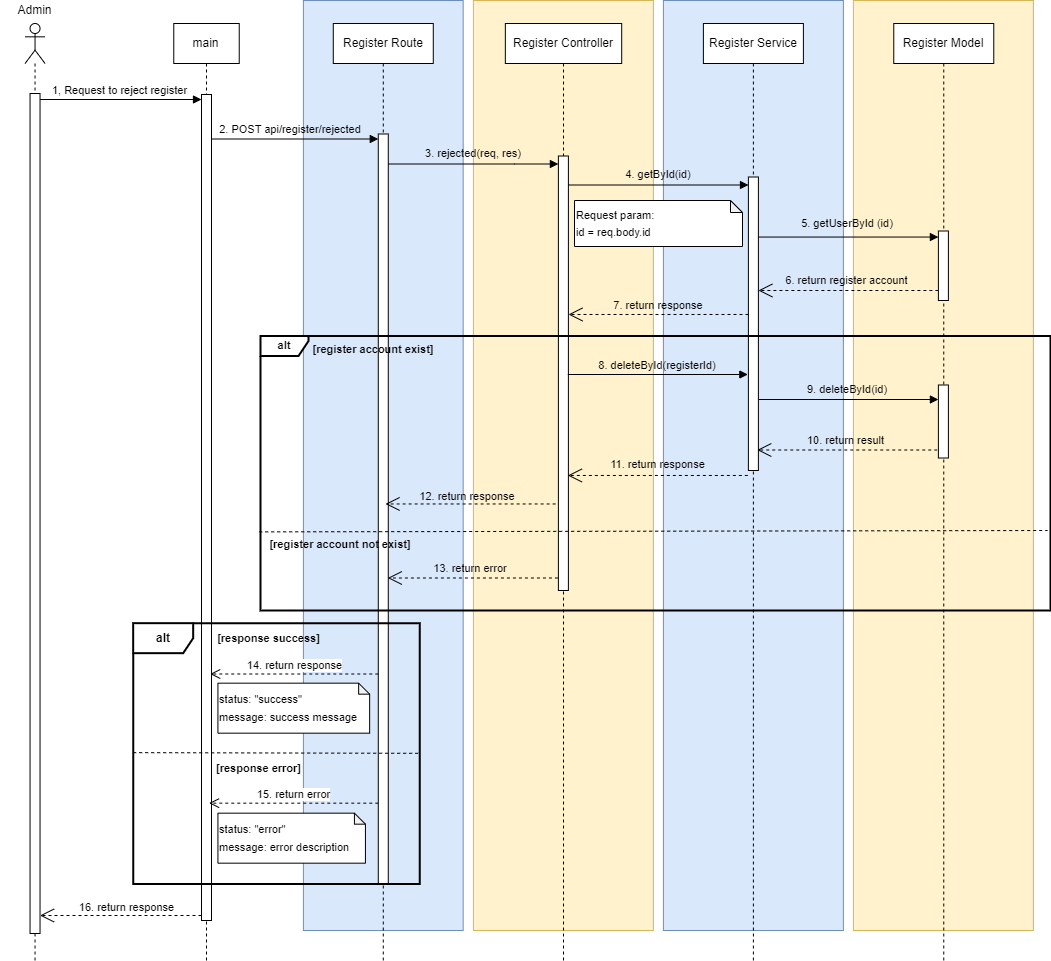 Admin
main
Register Route
Register Controller
Register Service
Register Model
1, Request to reject register
2. POST api/register/rejected
3. rejected(req, res)
4. getById(id)
Request param:
id = req.body.id
5. getUserById (id)
6. return register account
7. return response
alt
[register account exist]
8. deleteById(registerId)
9. deleteById(id)
10. return result
11. return response
12. return response
[register account not exist]
13. return error
alt
[response success]
14. return response
status: "success"
message: success message
[response error]
15. return error
status: "error"
message: error description
16. return response